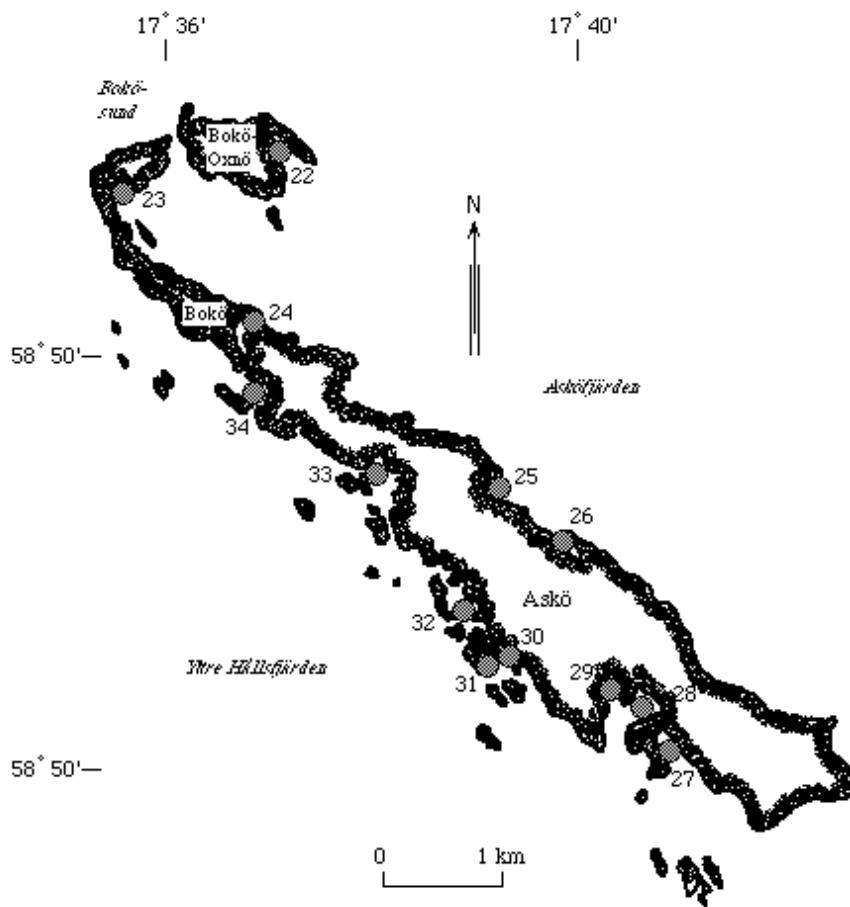 17° 36'
17° 40'
Bokö-
sund
Bokö-
Oxnö
22
23
N
Bokö
24
58° 50'
Asköfjärden
34
33
25
26
Askö
32
30
Yttre Hållsfjärden
31
29
28
58° 50'
27
0
1 km